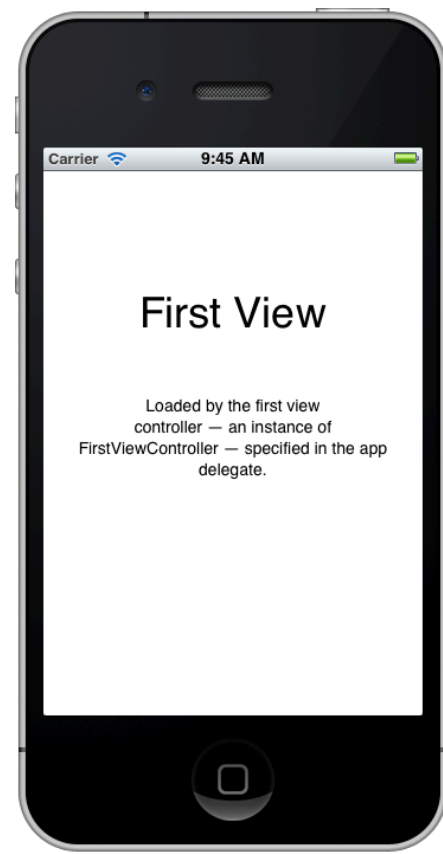 Carrier 9:45 AM
First View
Loaded by the first view
controller — an instance of
FirstViewController — specified in the app
delegate.